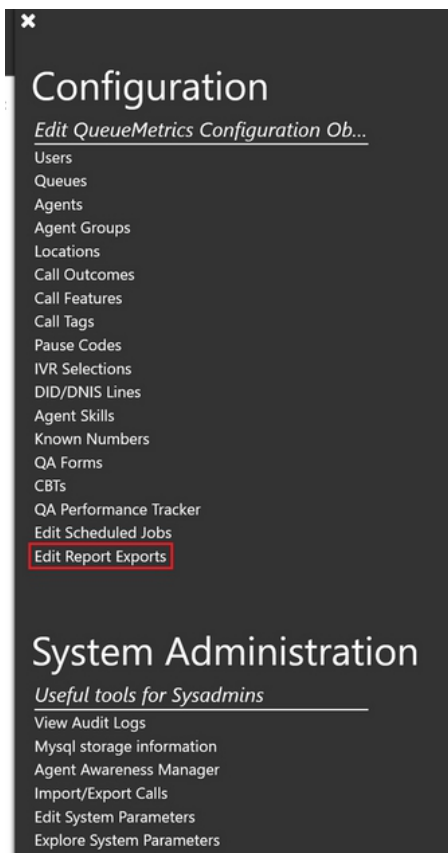 Configuration
Edit QueueMetrics Configuration Ob...
Users
Queues
Agents
Agent Groups
Locations
Call Outcomes
Call Features
Call Tags
Pause Codes
IVR Selections
DID/DNIS Lines
Agent Skills
Known Numbers
QA Forms
CBTs
QA Performance Tracker
Edit Scheduled Jobs
Edit Report Exports
System Administration
Useful tools for Sysadmins
View Audit Logs
Mysql storage information
Agent Awareness Manager
Import/Export Calls
Edit System Parameters
Explore System Parameters